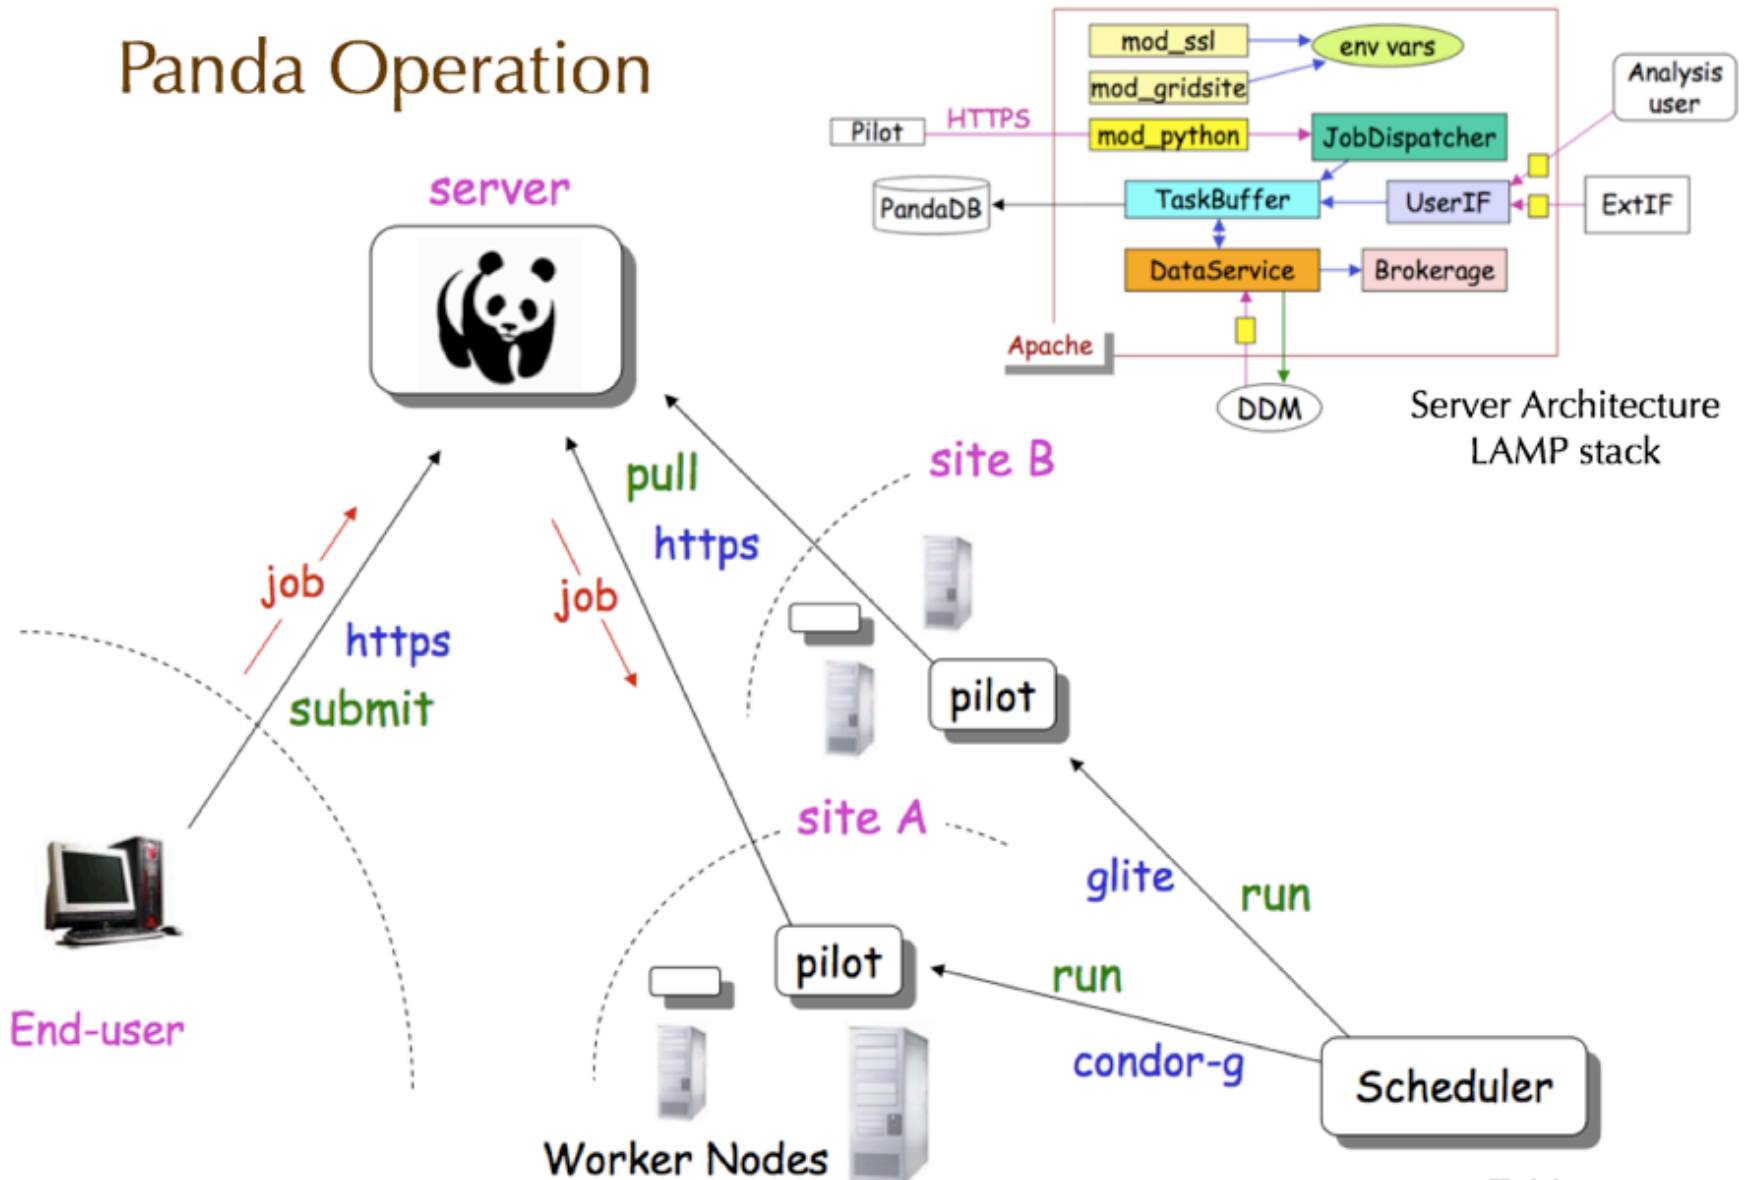 Panda Operation
mod_ssl
env vars
mod_gridsite
Analysis
user
Pilot
HTTPS
mod_python
JobDispatcher
PandaDB
TaskBuffer
UserIF
ExtIF
DataService
Brokerage
Apache
DDM
Server Architecture
LAMP stack
server
pull
https
site B
job
job
https
submit
pilot
site A
glite
run
pilot
run
condor-g
End-user
Scheduler
Worker Nodes